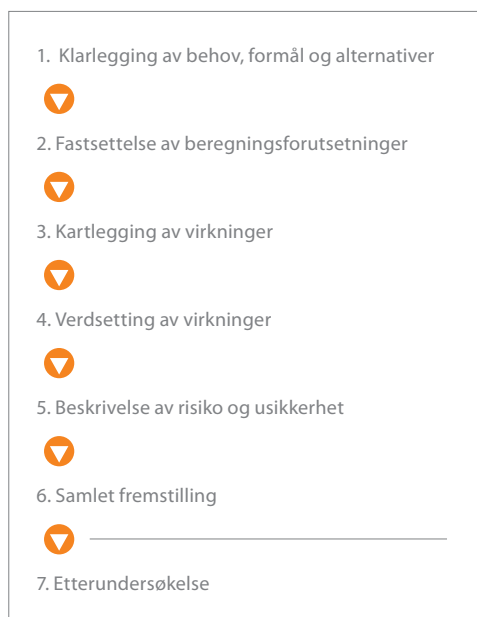 1. Klarlegging av behov, formål og alternativer
2. Fastsettelse av beregningsforutsetninger
3. Kartlegging av virkninger
4. Verdsetting av virkninger
5. Beskrivelse av risiko og usikkerhet
6. Samlet fremstilling
7. Etterundersøkelse